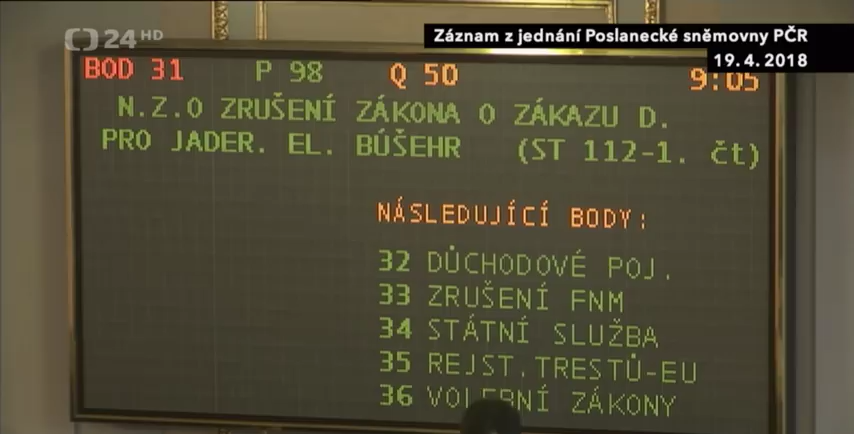 24 HD
Záznam z jednání Poslanecké sněmovny PČR
19. 4. 2018
BOD 31 P 98 Q 50 9:05
N.Z.O ZRUŠENÍ ZÁKONA O ZÁKAZU D.
PRO JADER. EL. BÚŠEHR (ST 112-1. čt)
NÁSLEDUJÍCÍ BODY:
32 DŮCHODOVÉ POJ.
33 ZRUŠENÍ FNM
34 STÁTNÍ SLUŽBA
35 REJST.TRESTŮ-EU
36 VOLEBNÍ ZÁKONY